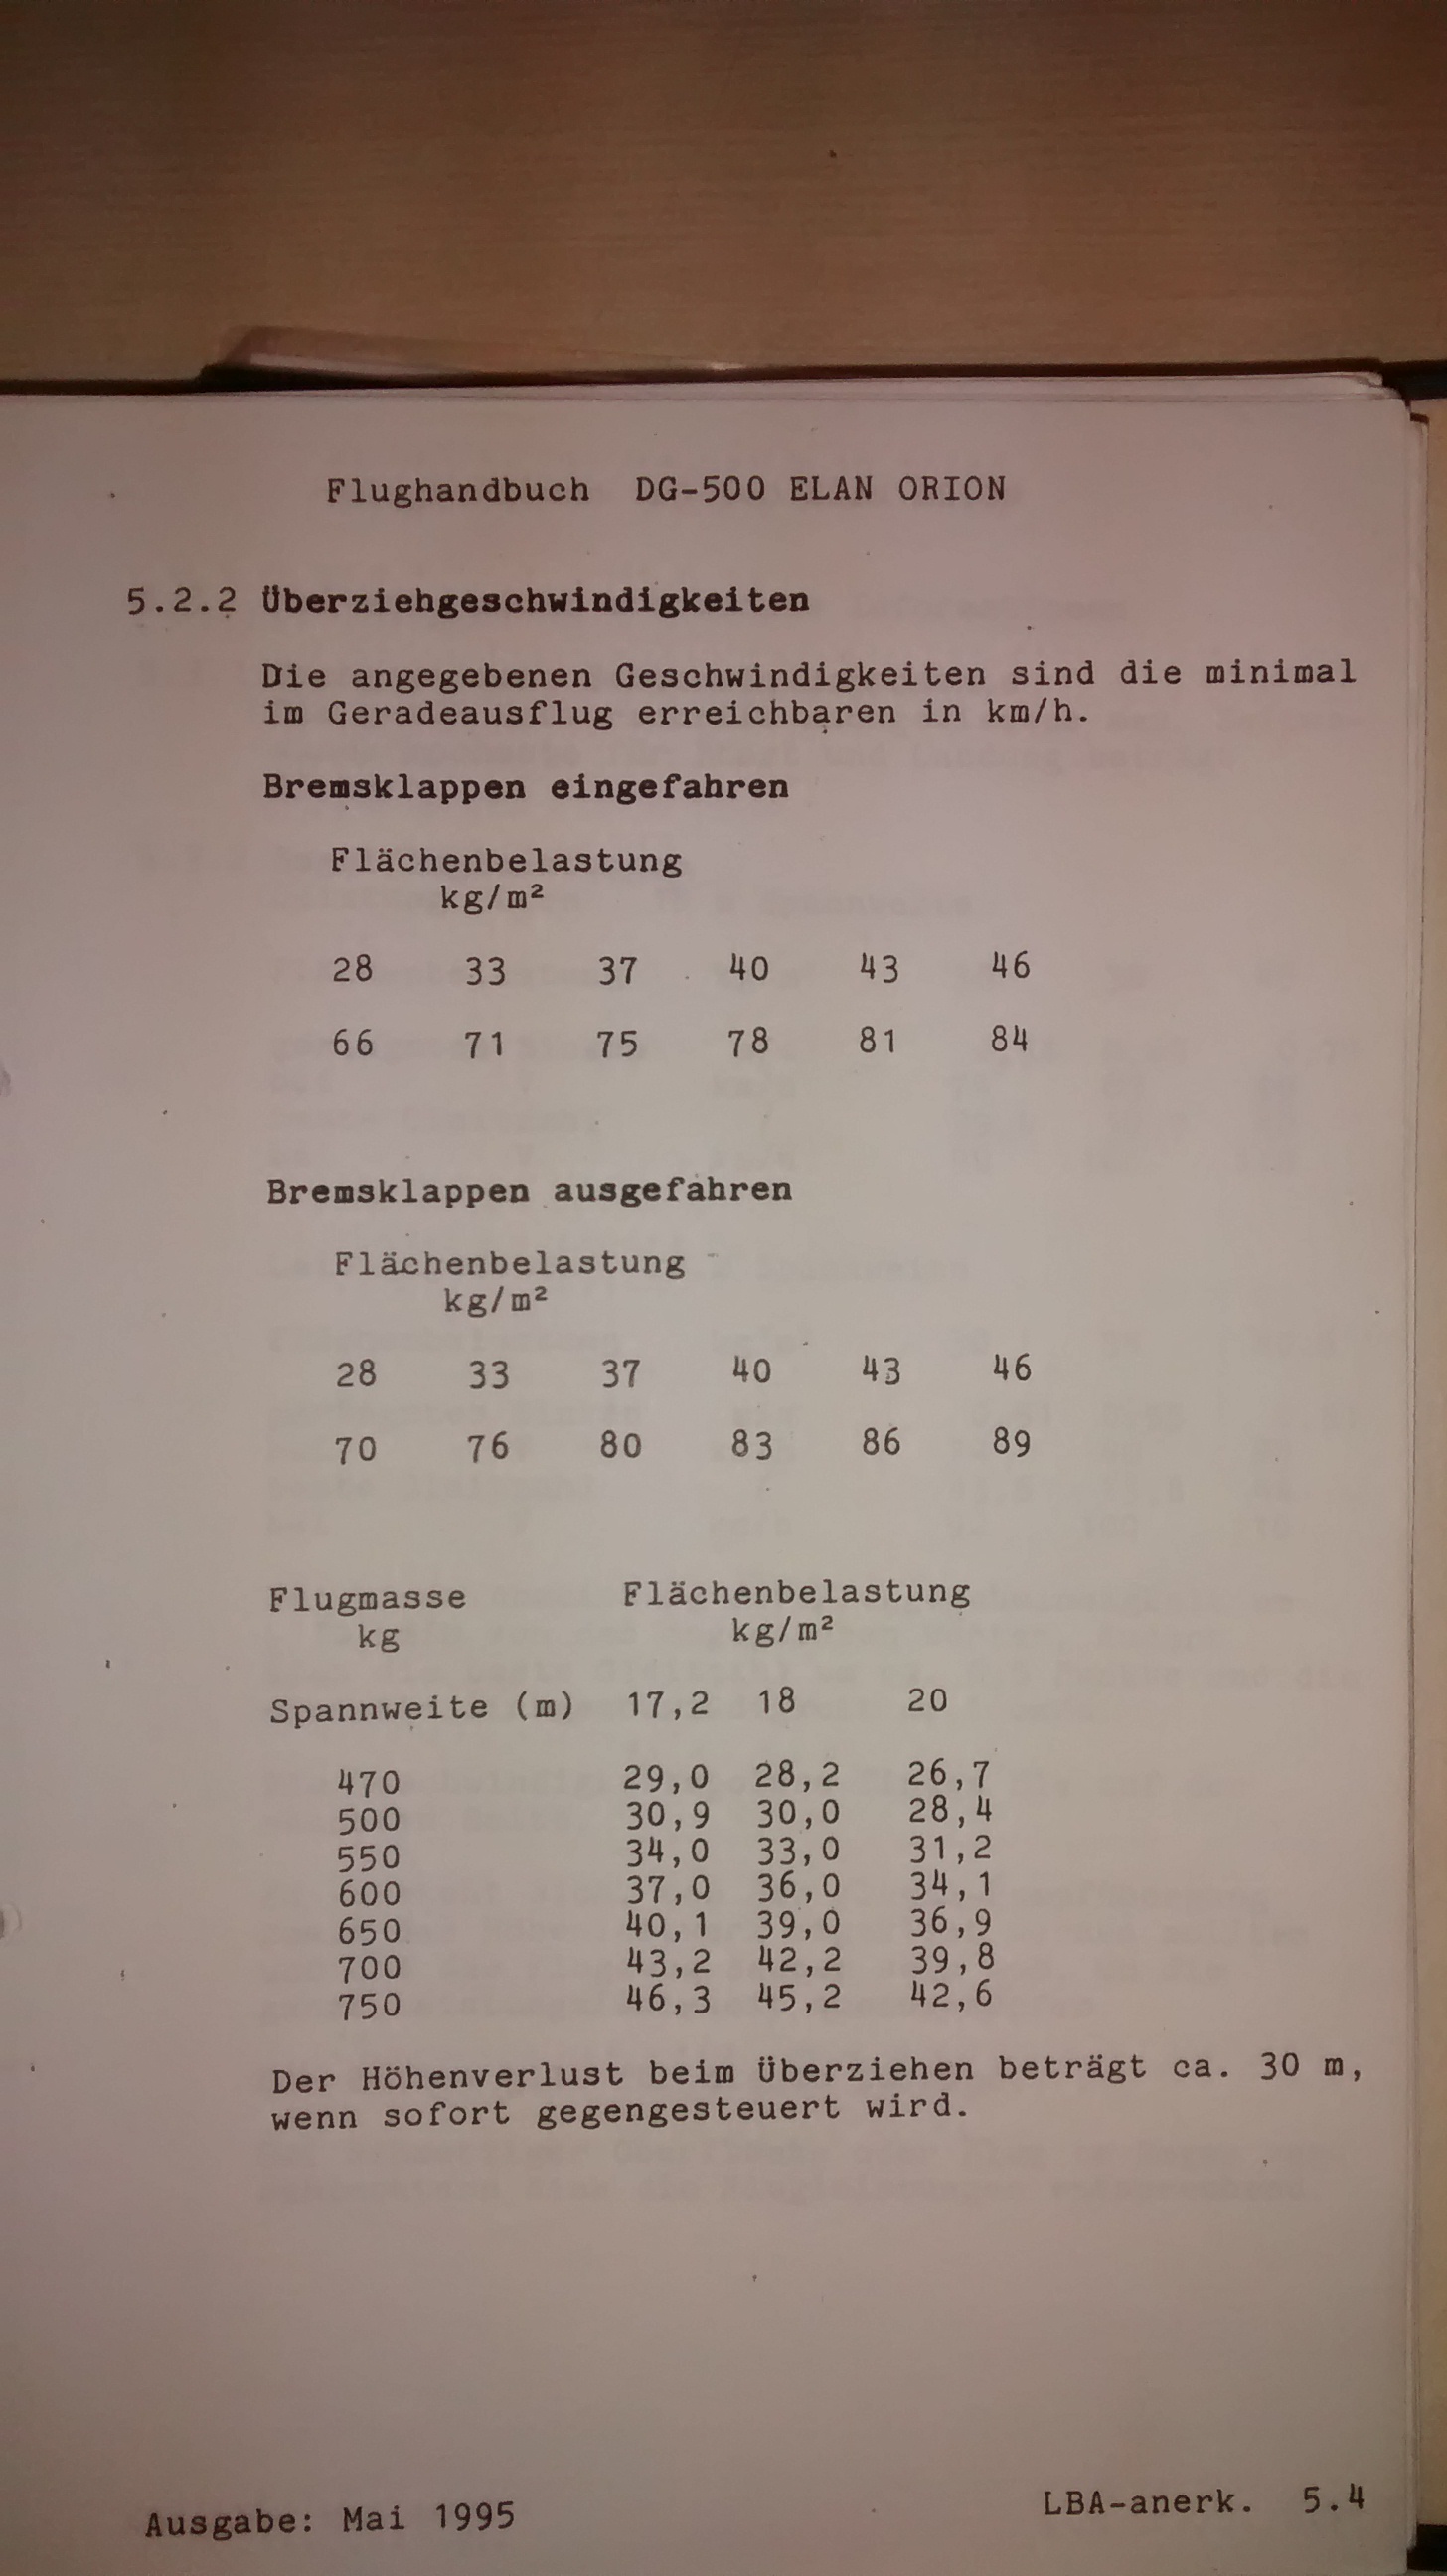 Flughandbuch DG-500 ELAN ORION
5.2.2 Überziehgeschwindigkeiten
Die angegebenen Geschwindigkeiten sind die minimal
im Geradeausflug erreichbaren in km/h.
Bremsklappen eingefahren
Flächenbelastung
kg/m²
28 33 37 40 43 46
66 71 75 78 81 84
Bremsklappen ausgefahren
Flächenbelastung
kg/m²
28 33 37 40 43 46
70 76 80 83 86 89
Flugmasse Flächenbelastung
kg kg/m²
Spannweite (m) 17,2 18 20
470 29,0 28,2 26,7
500 30,9 30,0 28,4
550 34,0 33,0 31,2
600 37,0 36,0 34,1
650 40,1 39,0 36,9
700 43,2 42,2 39,8
750 46,3 45,2 42,6
Der Höhenverlust beim Überziehen beträgt ca. 30 m,
wenn sofort gegengesteuert wird.
Ausgabe: Mai 1995 LBA-anerk. 5.4